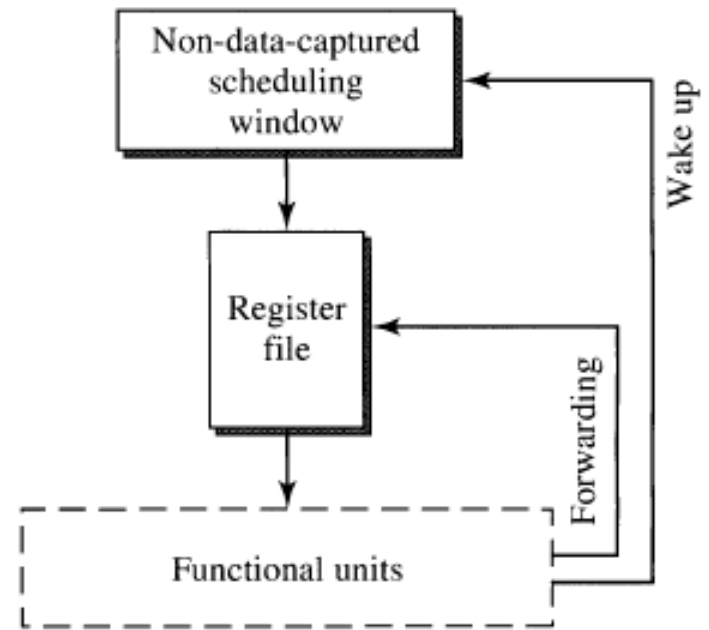 Non-data-captured
scheduling
window
Wake up
Register
file
Forwarding
Functional units